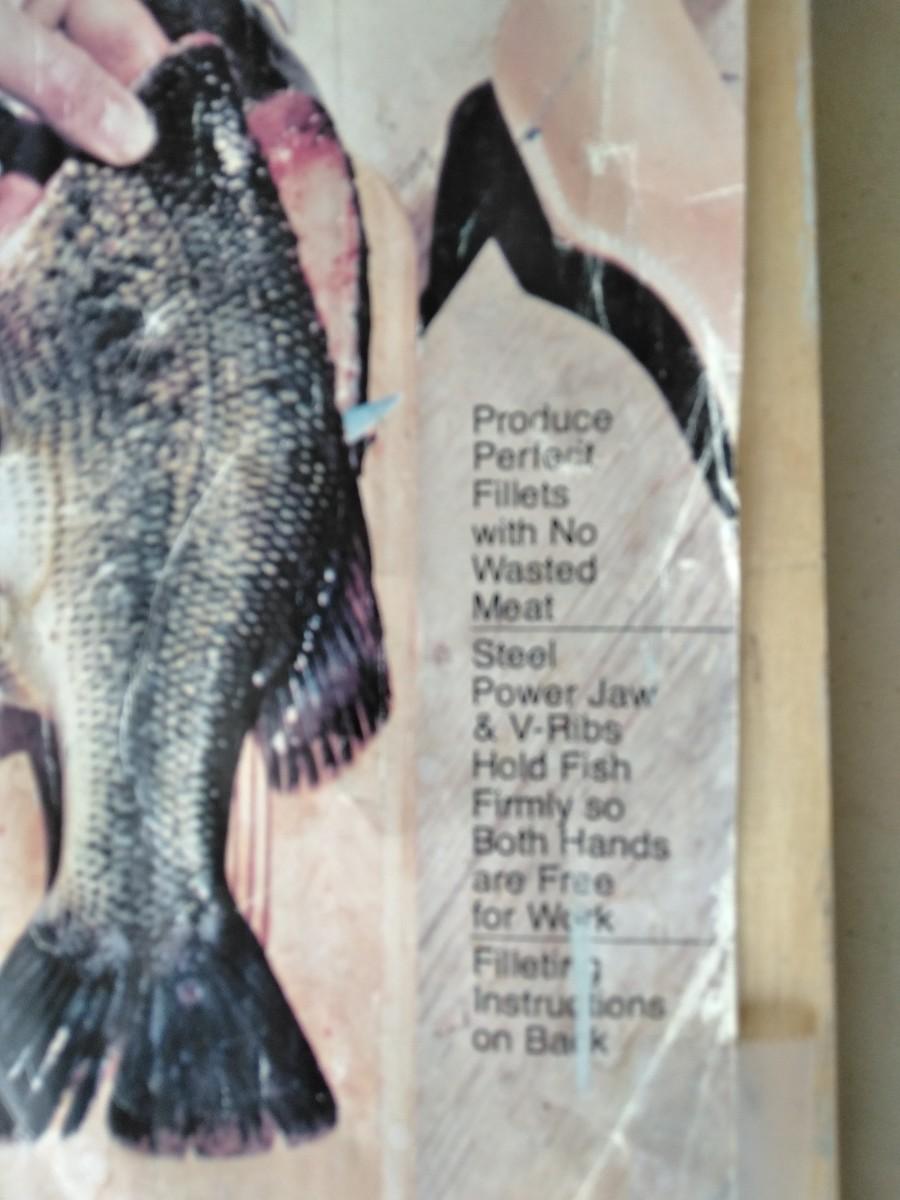 Produce
Perfect
Fillets
with No
Wasted
Meat
Steel
Power Jaw
& V-Ribs
Hold Fish
Firmly so
Both Hands
are Free
for Work
Filleting
Instructions
on Back